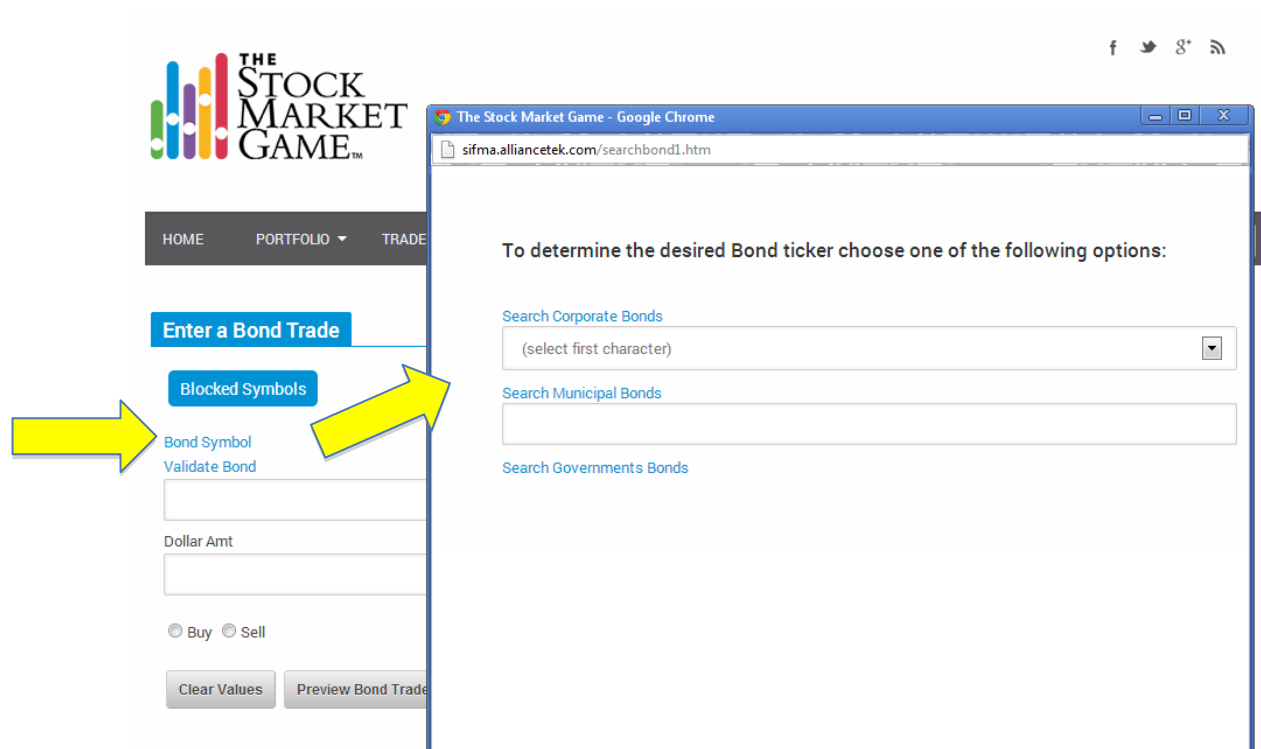 THE
STOCK
MARKET
GAME™
f g+
The Stock Market Game - Google Chrome
sifma.alliancetek.com/searchbond1.htm
HOME PORTFOLIO TRADE
To determine the desired Bond ticker choose one of the following options:
Search Corporate Bonds
(select first character)
Search Municipal Bonds
Search Governments Bonds
Enter a Bond Trade
Blocked Symbols
Bond Symbol
Validate Bond
Dollar Amt
Buy Sell
Clear Values Preview Bond Trade